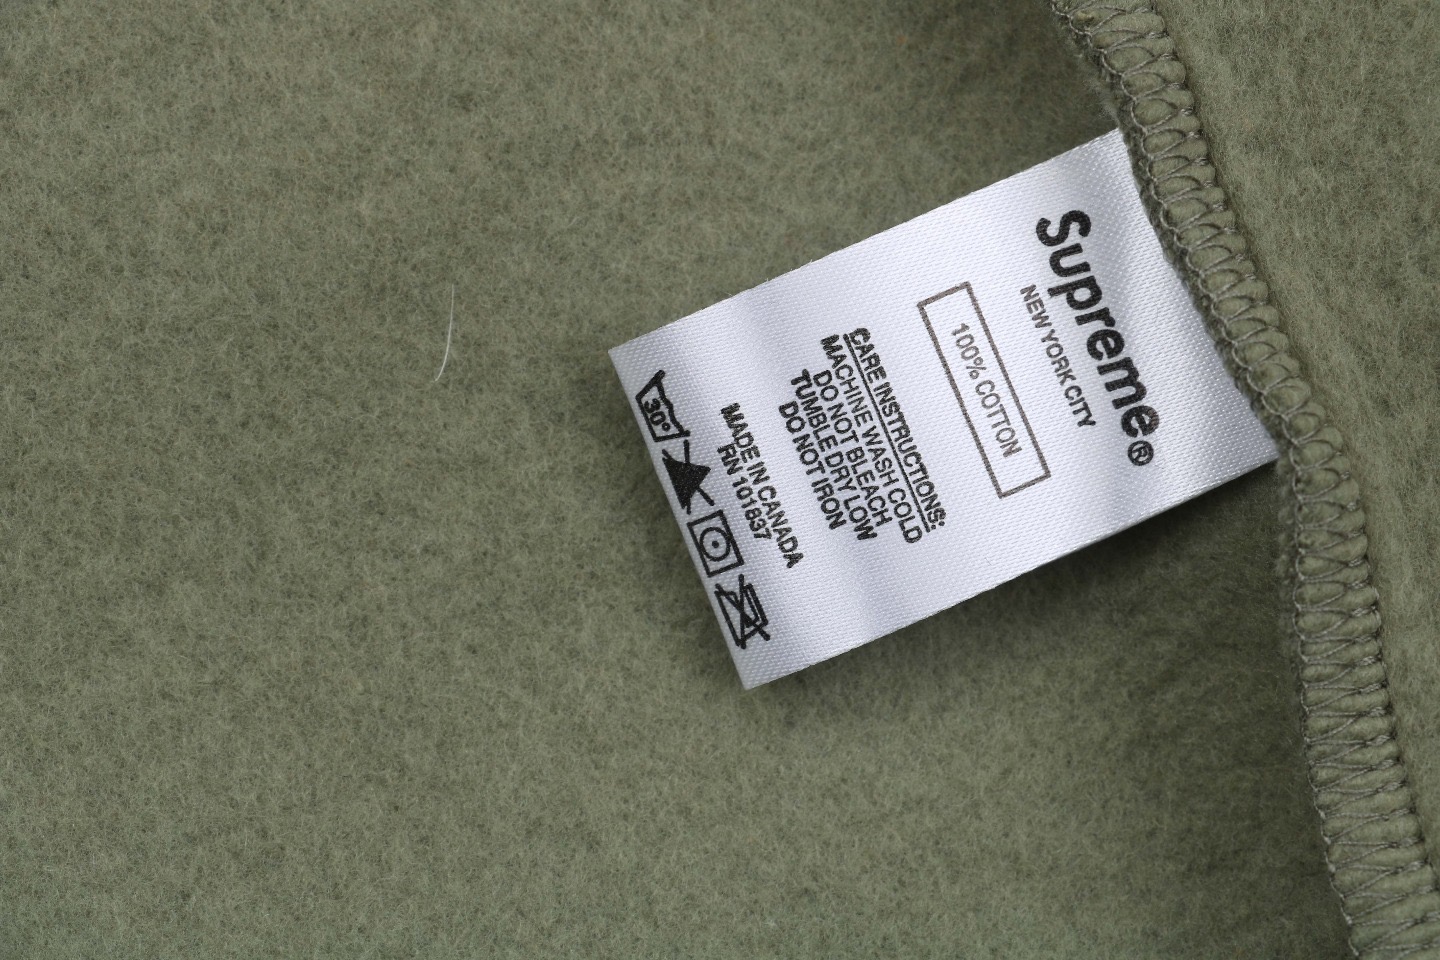 Supreme®
NEW YORK CITY
100% COTTON
CARE INSTRUCTIONS:
MACHINE WASH COLD
DO NOT BLEACH
TUMBLE DRY LOW
DO NOT IRON
MADE IN CANADA
RN 101837
30°